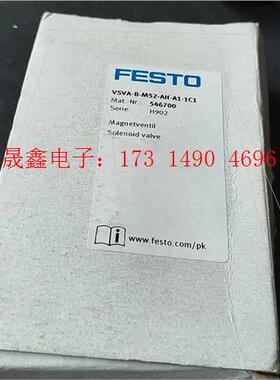 FESTO
VSVA-B-M52-AH-A1-1C1
Mat.-Nr.: 546700
Serie: H902
Magnetventil
Solenoid valve
晟鑫电子：173 1490 4696
www.festo.com/pk